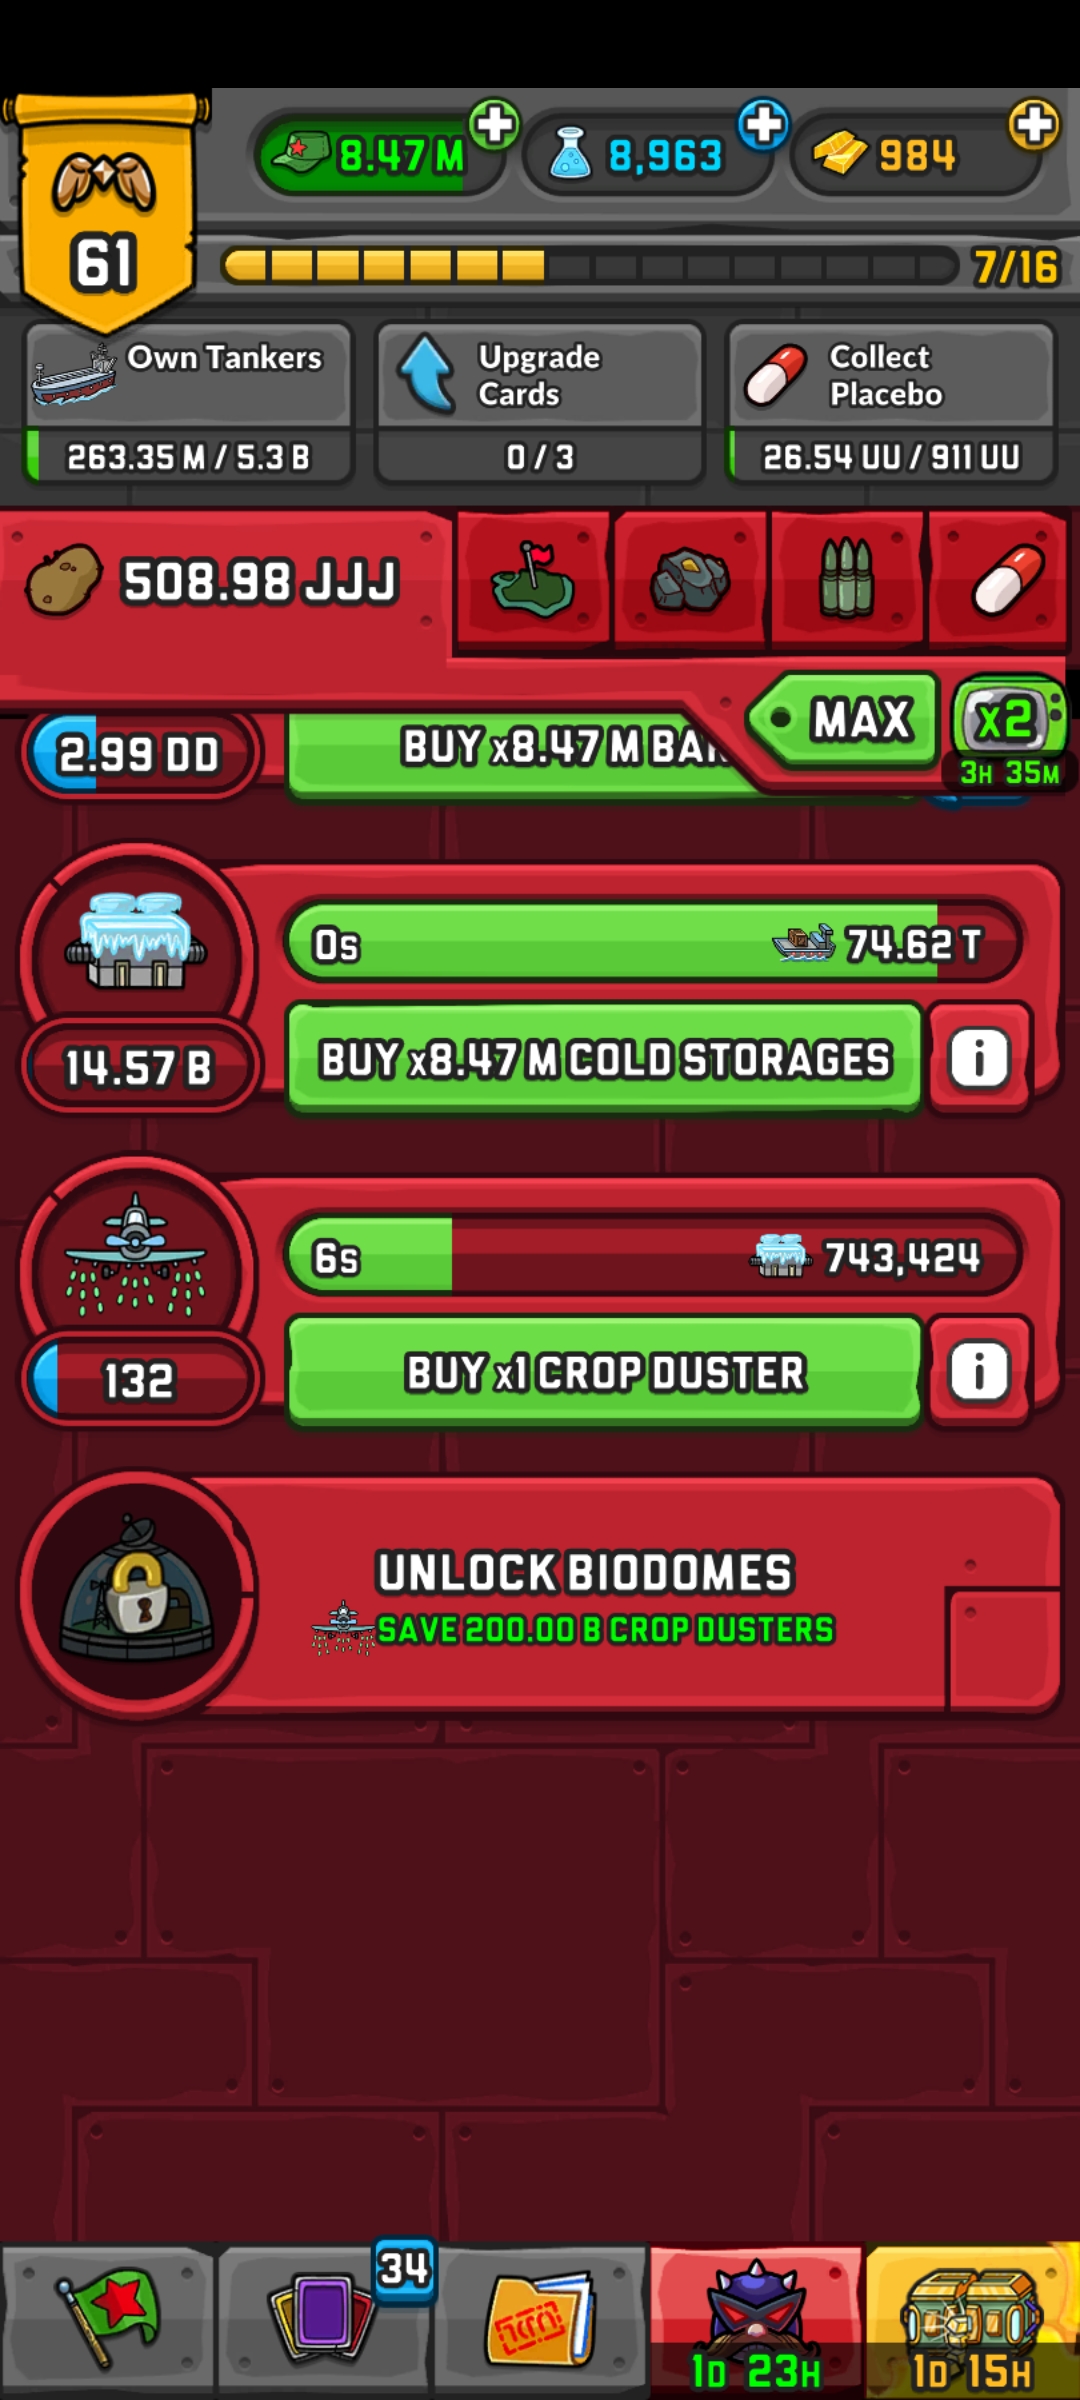 8.47 M
8,963
984
61
7/16
Own Tankers
263.35 M / 5.3 B
Upgrade
Cards
0 / 3
Collect
Placebo
26.54 UU / 911 UU
508.98 JJJ
MAX
x2
3H 35M
2.99 DD
BUY x8.47 M
0s
74.62 T
14.57 B
BUY x8.47 M COLD STORAGES
i
6s
743,424
132
BUY x1 CROP DUSTER
i
UNLOCK BIODOMES
SAVE 200.00 B CROP DUSTERS
34
1D 23H
1D 15H